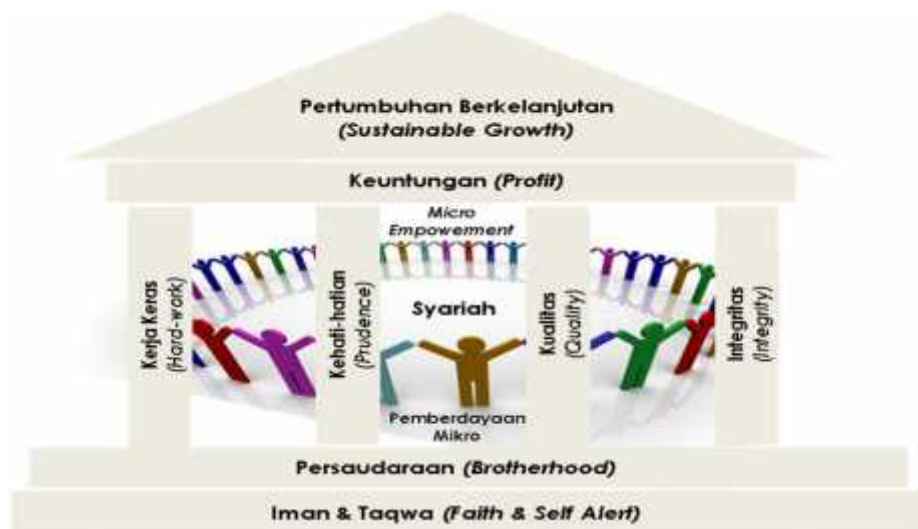 Pertumbuhan Berkelanjutan
(Sustainable Growth)
Keuntungan (Profit)
Kerja Keras
(Hard-work)
Kehati-hatian
(Prudence)
Micro
Empowerment
Syariah
Pemberdayaan
Mikro
Kualitas
(Quality)
Integritas
(Integrity)
Persaudaraan (Brotherhood)
Iman & Taqwa (Faith & Self Alert)